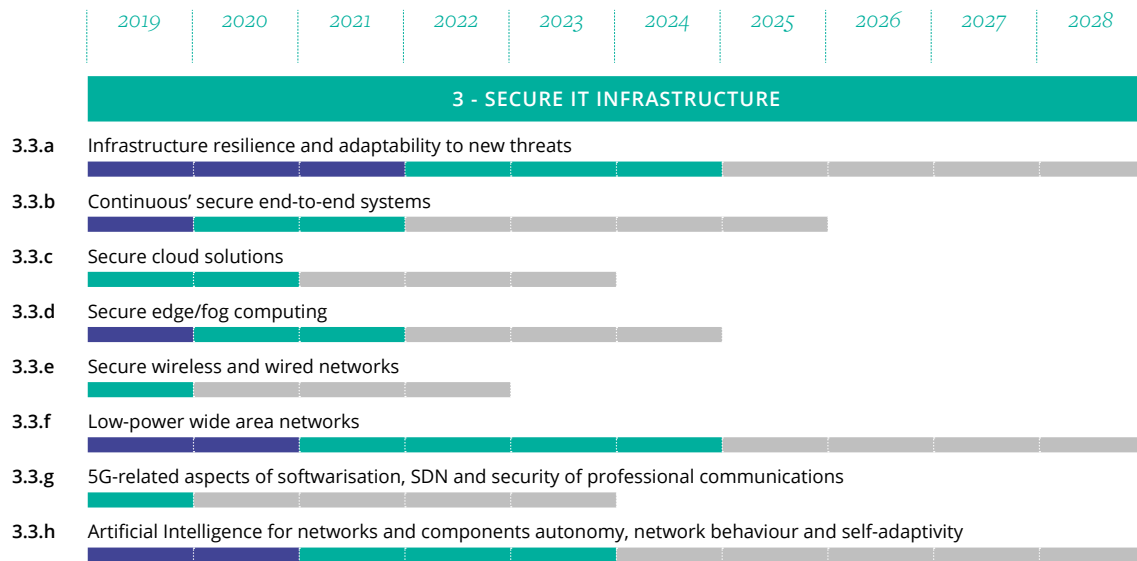 2019 2020 2021 2022 2023 2024 2025 2026 2027 2028
3 - SECURE IT INFRASTRUCTURE
3.3.a Infrastructure resilience and adaptability to new threats
3.3.b Continuous’ secure end-to-end systems
3.3.c Secure cloud solutions
3.3.d Secure edge/fog computing
3.3.e Secure wireless and wired networks
3.3.f Low-power wide area networks
3.3.g 5G-related aspects of softwarisation, SDN and security of professional communications
3.3.h Artificial Intelligence for networks and components autonomy, network behaviour and self-adaptivity